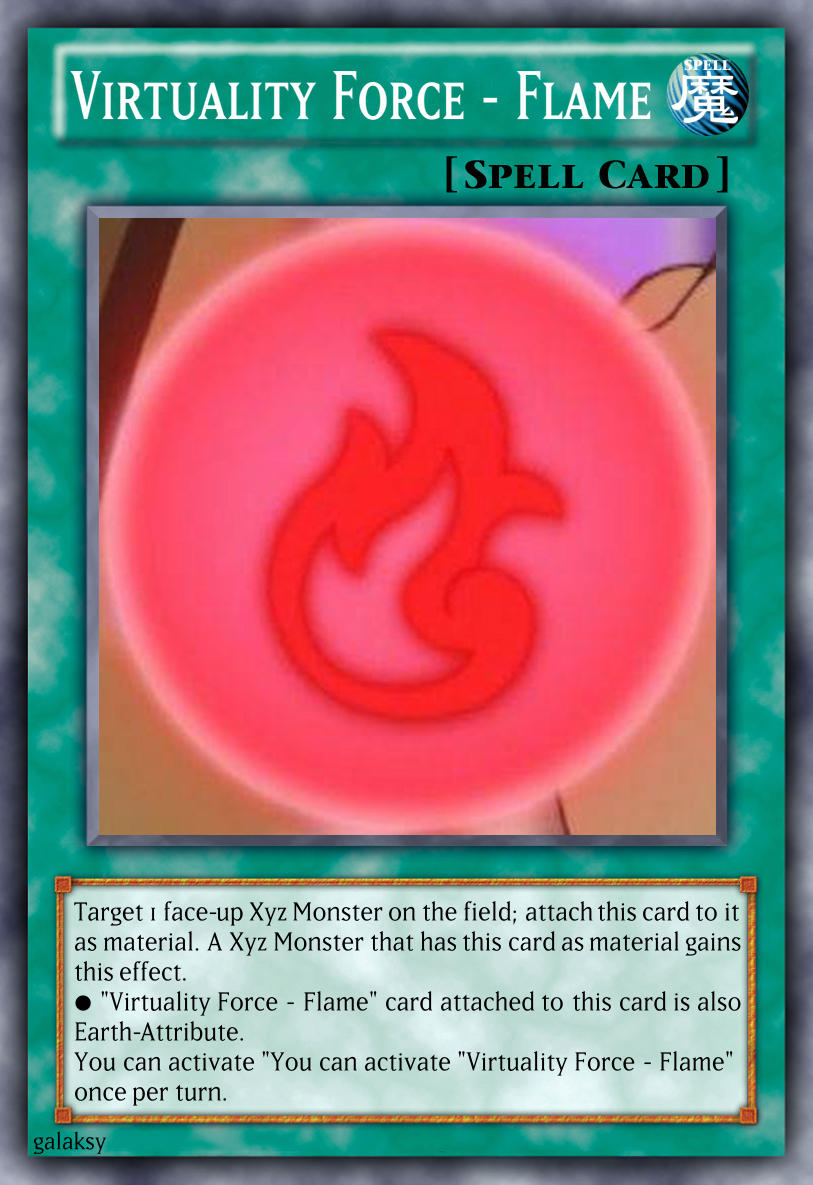 Virtuality Force - Flame
SPELL
魔
[Spell Card]
Target 1 face-up Xyz Monster on the field; attach this card to it
as material. A Xyz Monster that has this card as material gains
this effect.
● "Virtuality Force - Flame" card attached to this card is also
Earth-Attribute.
You can activate "You can activate "Virtuality Force - Flame"
once per turn.
galaksy